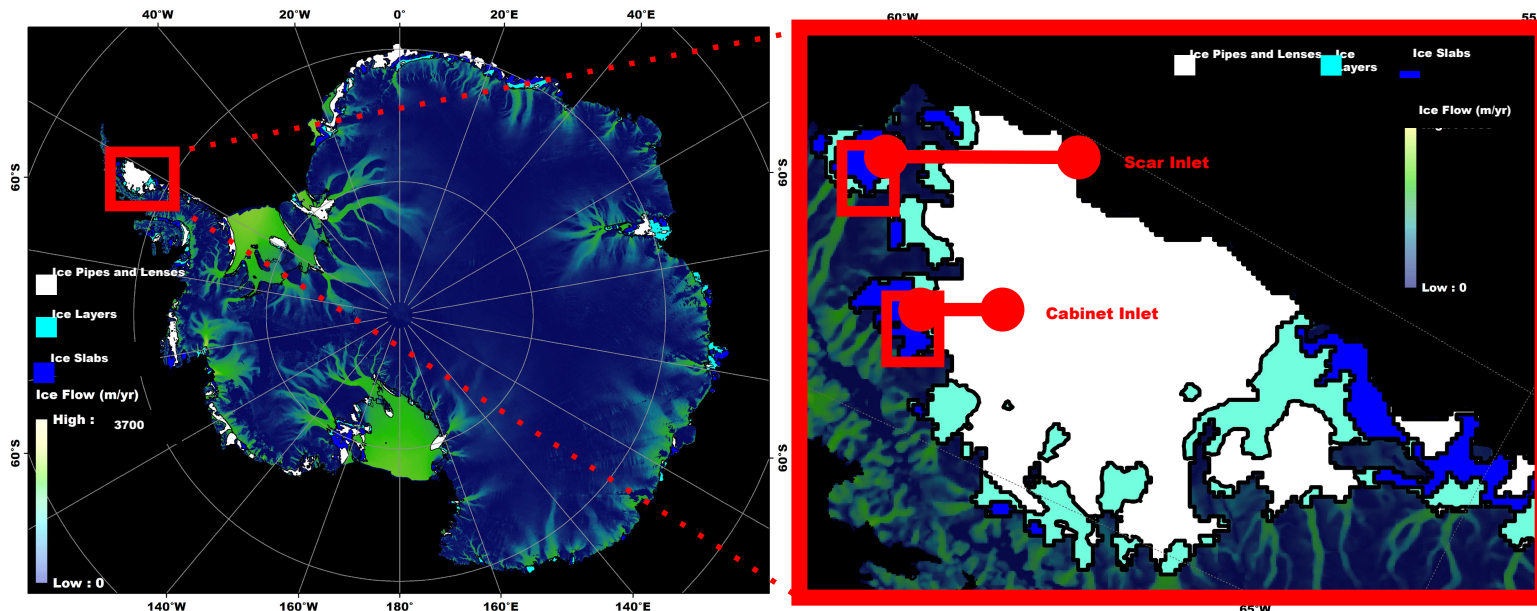 40°W
20°W
0°
20°E
40°E
60°S
60°S
60°S
60°S
Ice Pipes and Lenses
Ice Layers
Ice Slabs
Ice Flow (m/yr)
High :
3700
Low : 0
140°W
160°W
180°
160°E
140°E
60°W
55
Ice Pipes and Lenses
Ice
Layers
Ice Slabs
Ice Flow (m/yr)
Low : 0
Scar Inlet
Cabinet Inlet
65°W